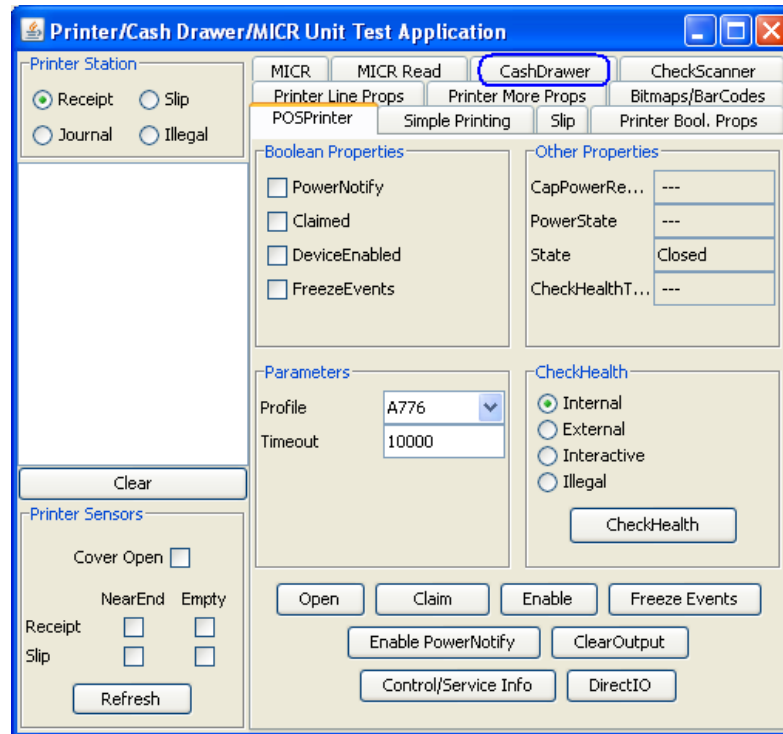 Printer/Cash Drawer/MICR Unit Test Application
Printer Station
Receipt Slip
Journal Illegal
Clear
Printer Sensors
Cover Open
NearEnd Empty
Receipt
Slip
Refresh
MICR MICR Read CashDrawer CheckScanner
Printer Line Props Printer More Props Bitmaps/BarCodes
POSPrinter Simple Printing Slip Printer Bool. Props
Boolean Properties
PowerNotify
Claimed
DeviceEnabled
FreezeEvents
Other Properties
CapPowerRe... ---
PowerState ---
State Closed
CheckHealthT... ---
Parameters
Profile A776
Timeout 10000
CheckHealth
Internal
External
Interactive
Illegal
CheckHealth
Open Claim Enable Freeze Events
Enable PowerNotify ClearOutput
Control/Service Info DirectIO